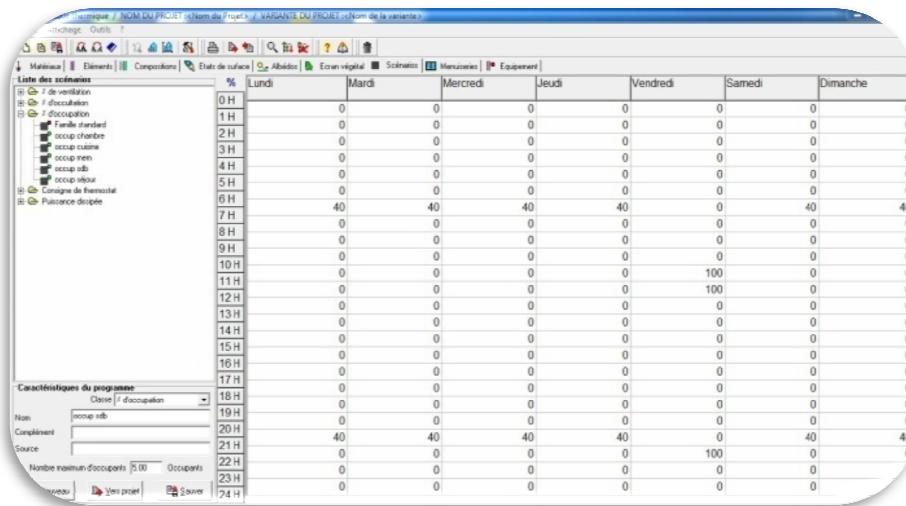 thermique / NOM DU PROJET :<Nom du Projet> / VARIANTE DU PROJET :<Nom de la variante>
Outils ?
Matériaux Eléments Compositions Etats de surface Albédos Ecran végétal Scénarios Menuiseries Equipement
Liste des scénarios
# de ventilation
# d'occultation
# d'occupation
Famille standard
occup chambre
occup cuisine
occup mem
occup sdb
occup séjour
Consigne de thermostat
Puissance dissipée
Caractéristiques du programme
Classe # d'occupation
Nom occup sdb
Complément
Source
Nombre maximum d'occupants 5.00 Occupants
Vers projet Sauver
% Lundi Mardi Mercredi Jeudi Vendredi Samedi Dimanche
0 H
0 0 0 0 0 0
1 H
0 0 0 0 0 0
2 H
0 0 0 0 0 0
3 H
0 0 0 0 0 0
4 H
0 0 0 0 0 0
5 H
0 0 0 0 0 0
6 H
40 40 40 40 0 40
7 H
0 0 0 0 0 0
8 H
0 0 0 0 0 0
9 H
0 0 0 0 0 0
10 H
0 0 0 0 100 0
11 H
0 0 0 0 100 0
12 H
0 0 0 0 0 0
13 H
0 0 0 0 0 0
14 H
0 0 0 0 0 0
15 H
0 0 0 0 0 0
16 H
0 0 0 0 0 0
17 H
0 0 0 0 0 0
18 H
0 0 0 0 0 0
19 H
0 0 0 0 0 0
20 H
40 40 40 40 0 40
21 H
0 0 0 0 100 0
22 H
0 0 0 0 0 0
23 H
0 0 0 0 0 0
24 H